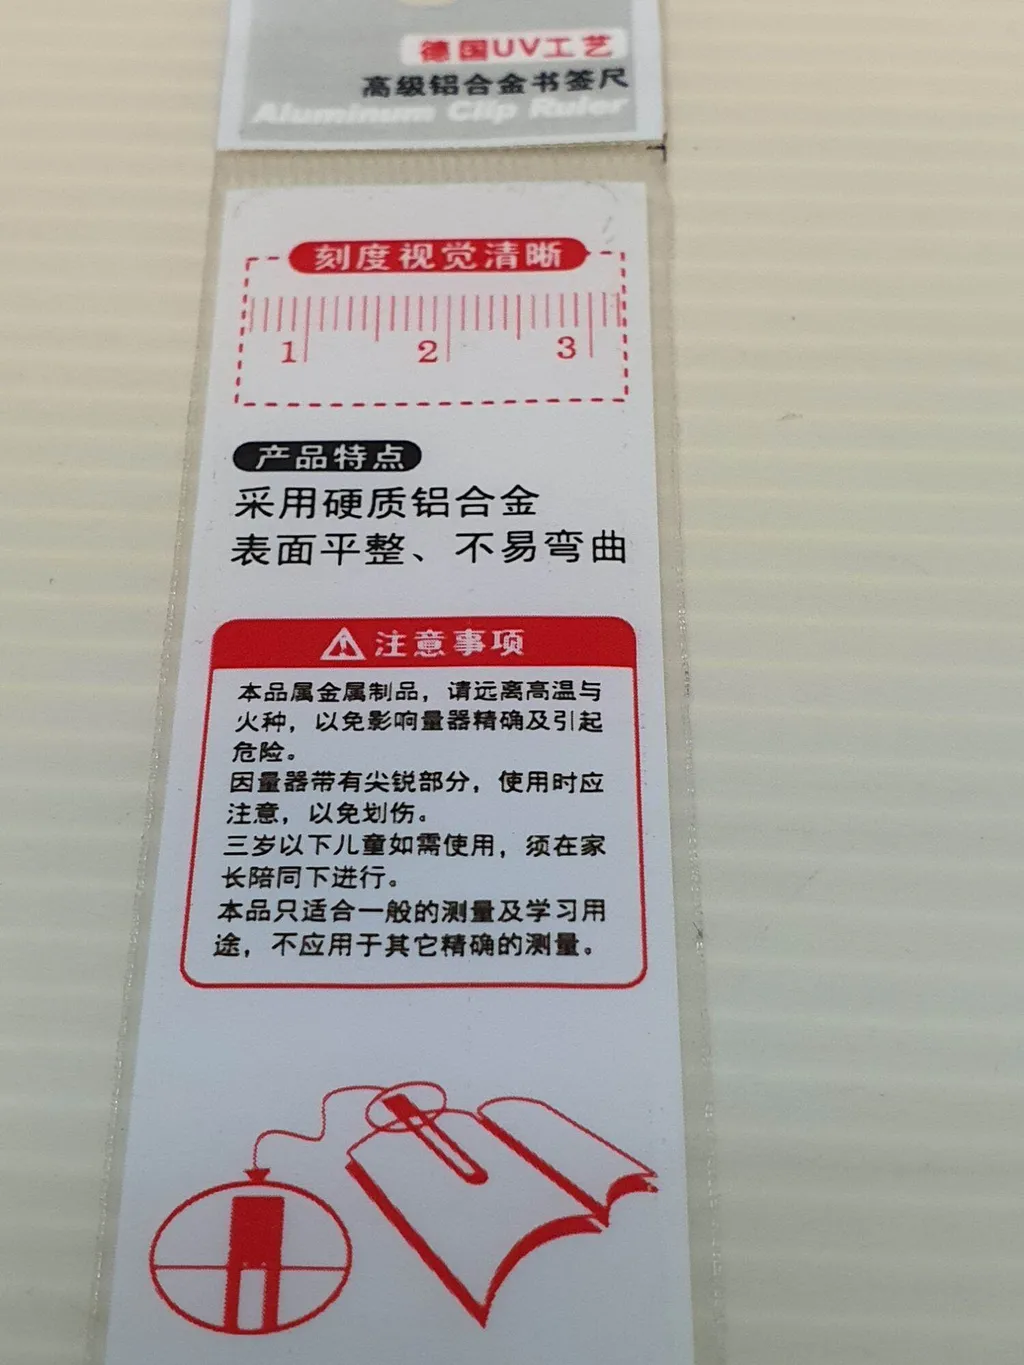 德国UV工艺
高级铝合金书签尺
Aluminum Clip Ruler
刻度视觉清晰
1 2 3
产品特点
采用硬质铝合金
表面平整、不易弯曲
注意事项
本品属金属制品，请远离高温与
火种，以免影响量器精确及引起
危险。
因量器带有尖锐部分，使用时应
注意，以免划伤。
三岁以下儿童如需使用，须在家
长陪同下进行。
本品只适合一般的测量及学习用
途，不应用于其它精确的测量。